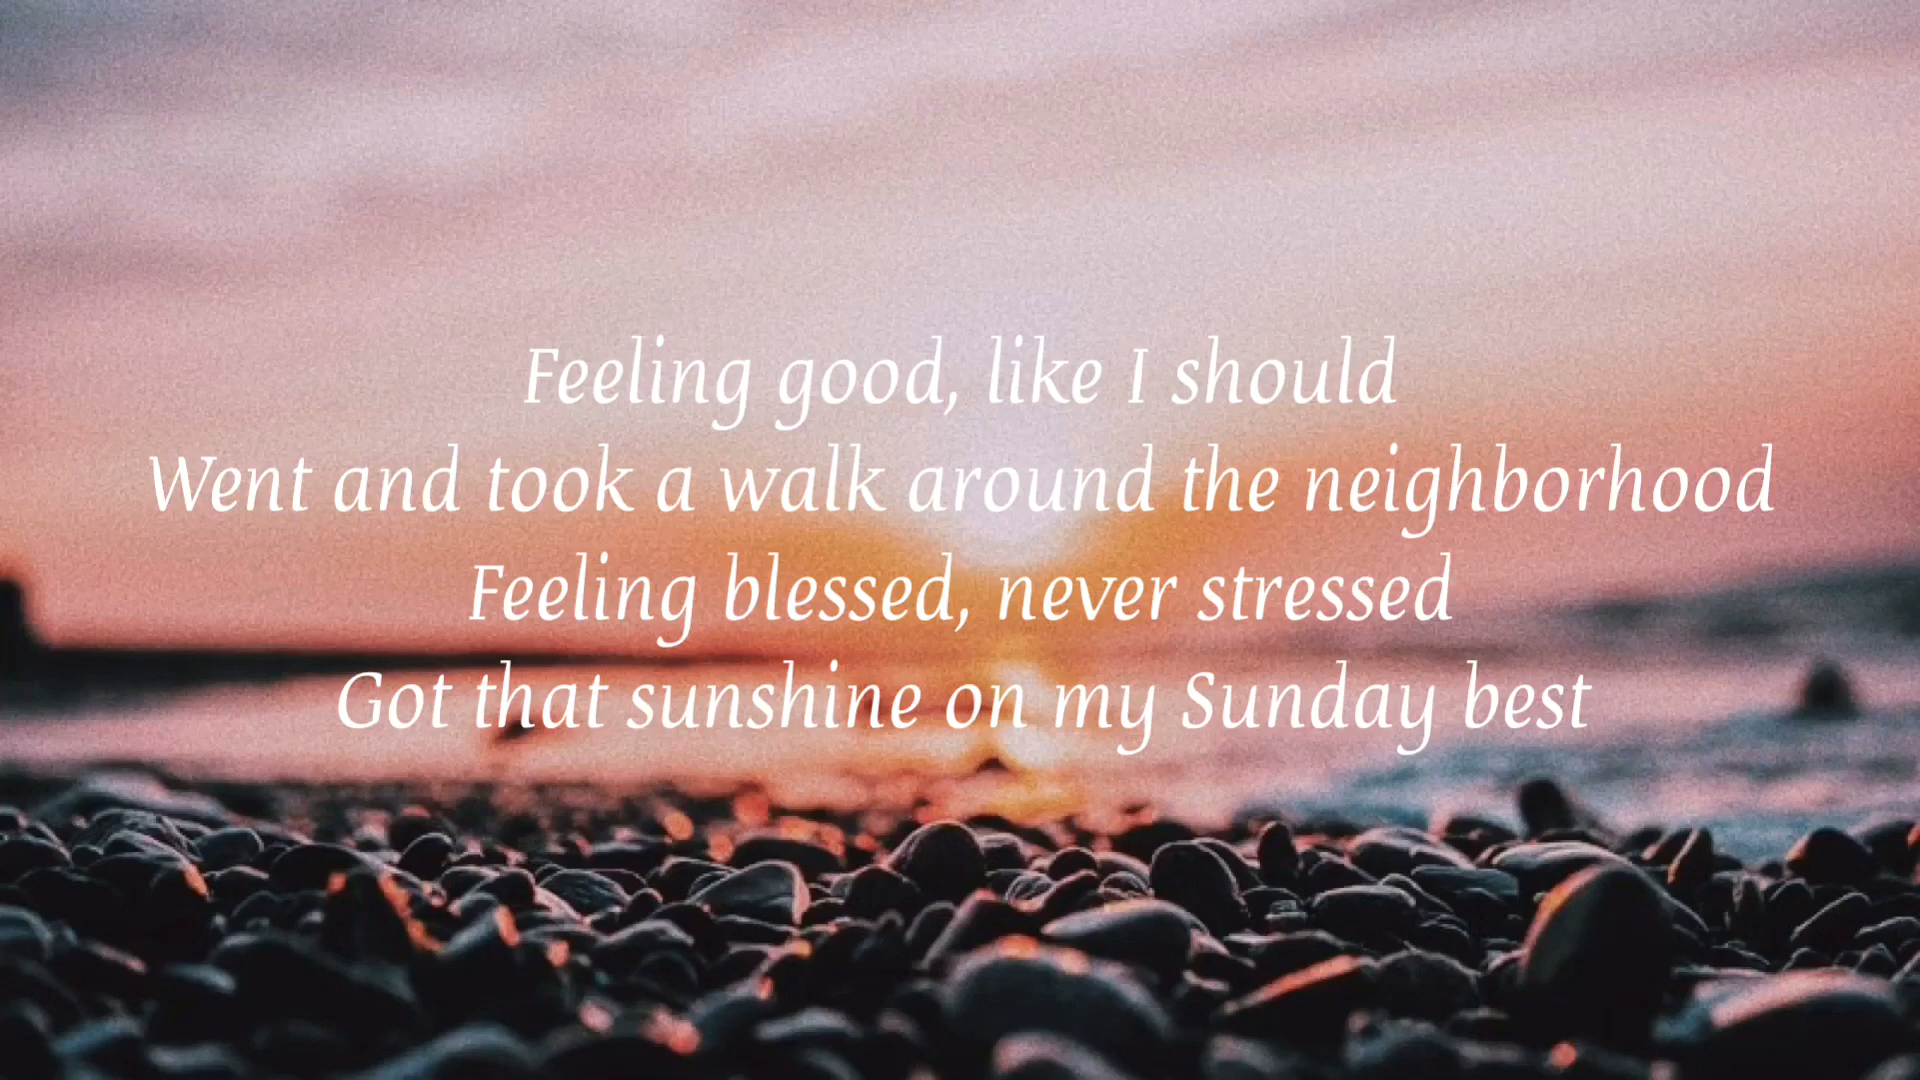 Feeling good, like I should
Went and took a walk around the neighborhood
Feeling blessed, never stressed
Got that sunshine on my Sunday best